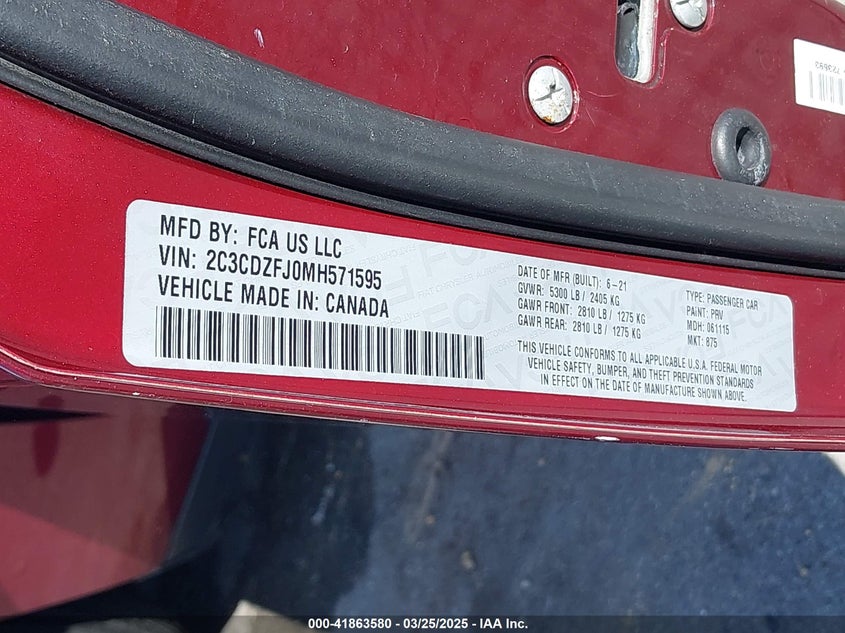 723693
MFD BY: FCA US LLC
VIN: 2C3CDZFJ0MH571595
VEHICLE MADE IN: CANADA
DATE OF MFR (BUILT): 6-21
GVWR: 5300 LB / 2405 KG
GAWR FRONT: 2810 LB / 1275 KG
GAWR REAR: 2810 LB / 1275 KG
TYPE: PASSENGER CAR
PAINT: PRV
MDH: 061115
MKT: 875
THIS VEHICLE CONFORMS TO ALL APPLICABLE U.S.A. FEDERAL MOTOR
VEHICLE SAFETY, BUMPER, AND THEFT PREVENTION STANDARDS
IN EFFECT ON THE DATE OF MANUFACTURE SHOWN ABOVE.
000-41863580 / 03/25/2025 - IAA Inc.